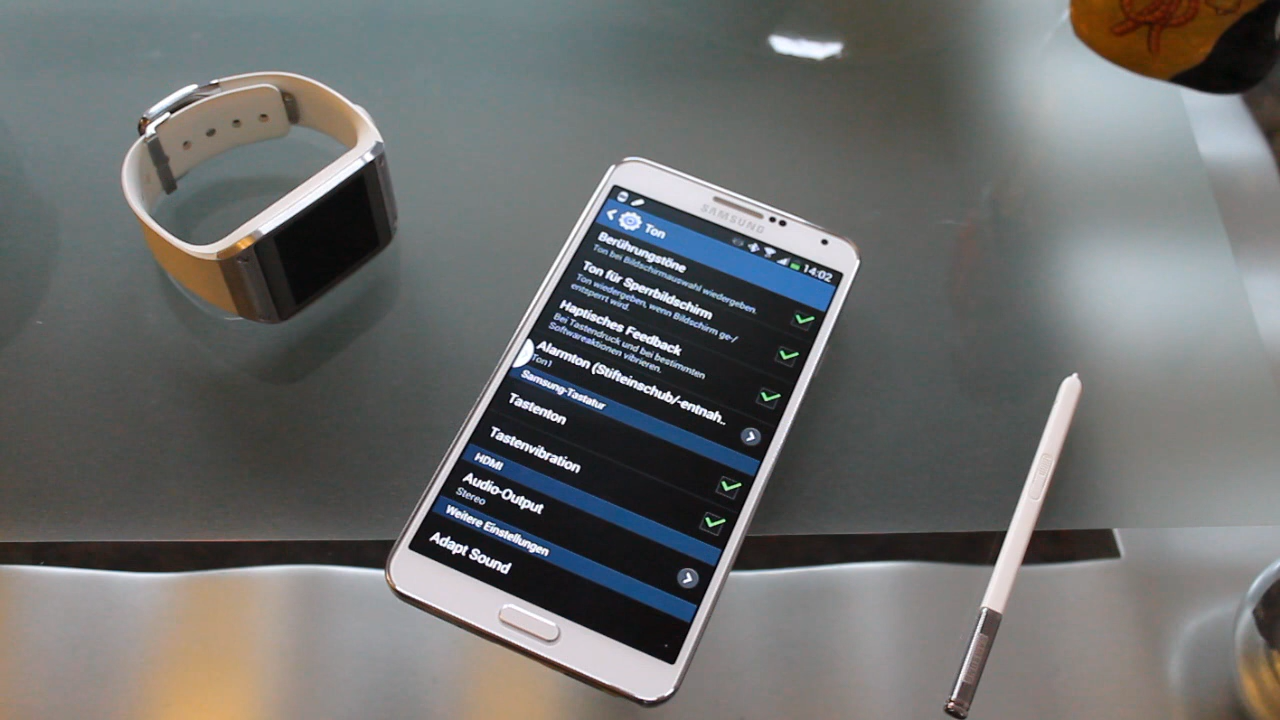 SAMSUNG
14:02
Ton
Berührungstöne
Ton bei Bildschirmauswahl wiedergeben.
Ton für Sperrbildschirm
Ton wiedergeben, wenn Bildschirm ge-/
entsperrt wird.
Haptisches Feedback
Bei Tastendruck und bei bestimmten
Softwareaktionen vibrieren.
Alarmton (Stifteinschub/-entnah..
Ton1
Samsung-Tastatur
Tastenton
Tastenvibration
HDMI
Audio-Output
Stereo
Weitere Einstellungen
Adapt Sound